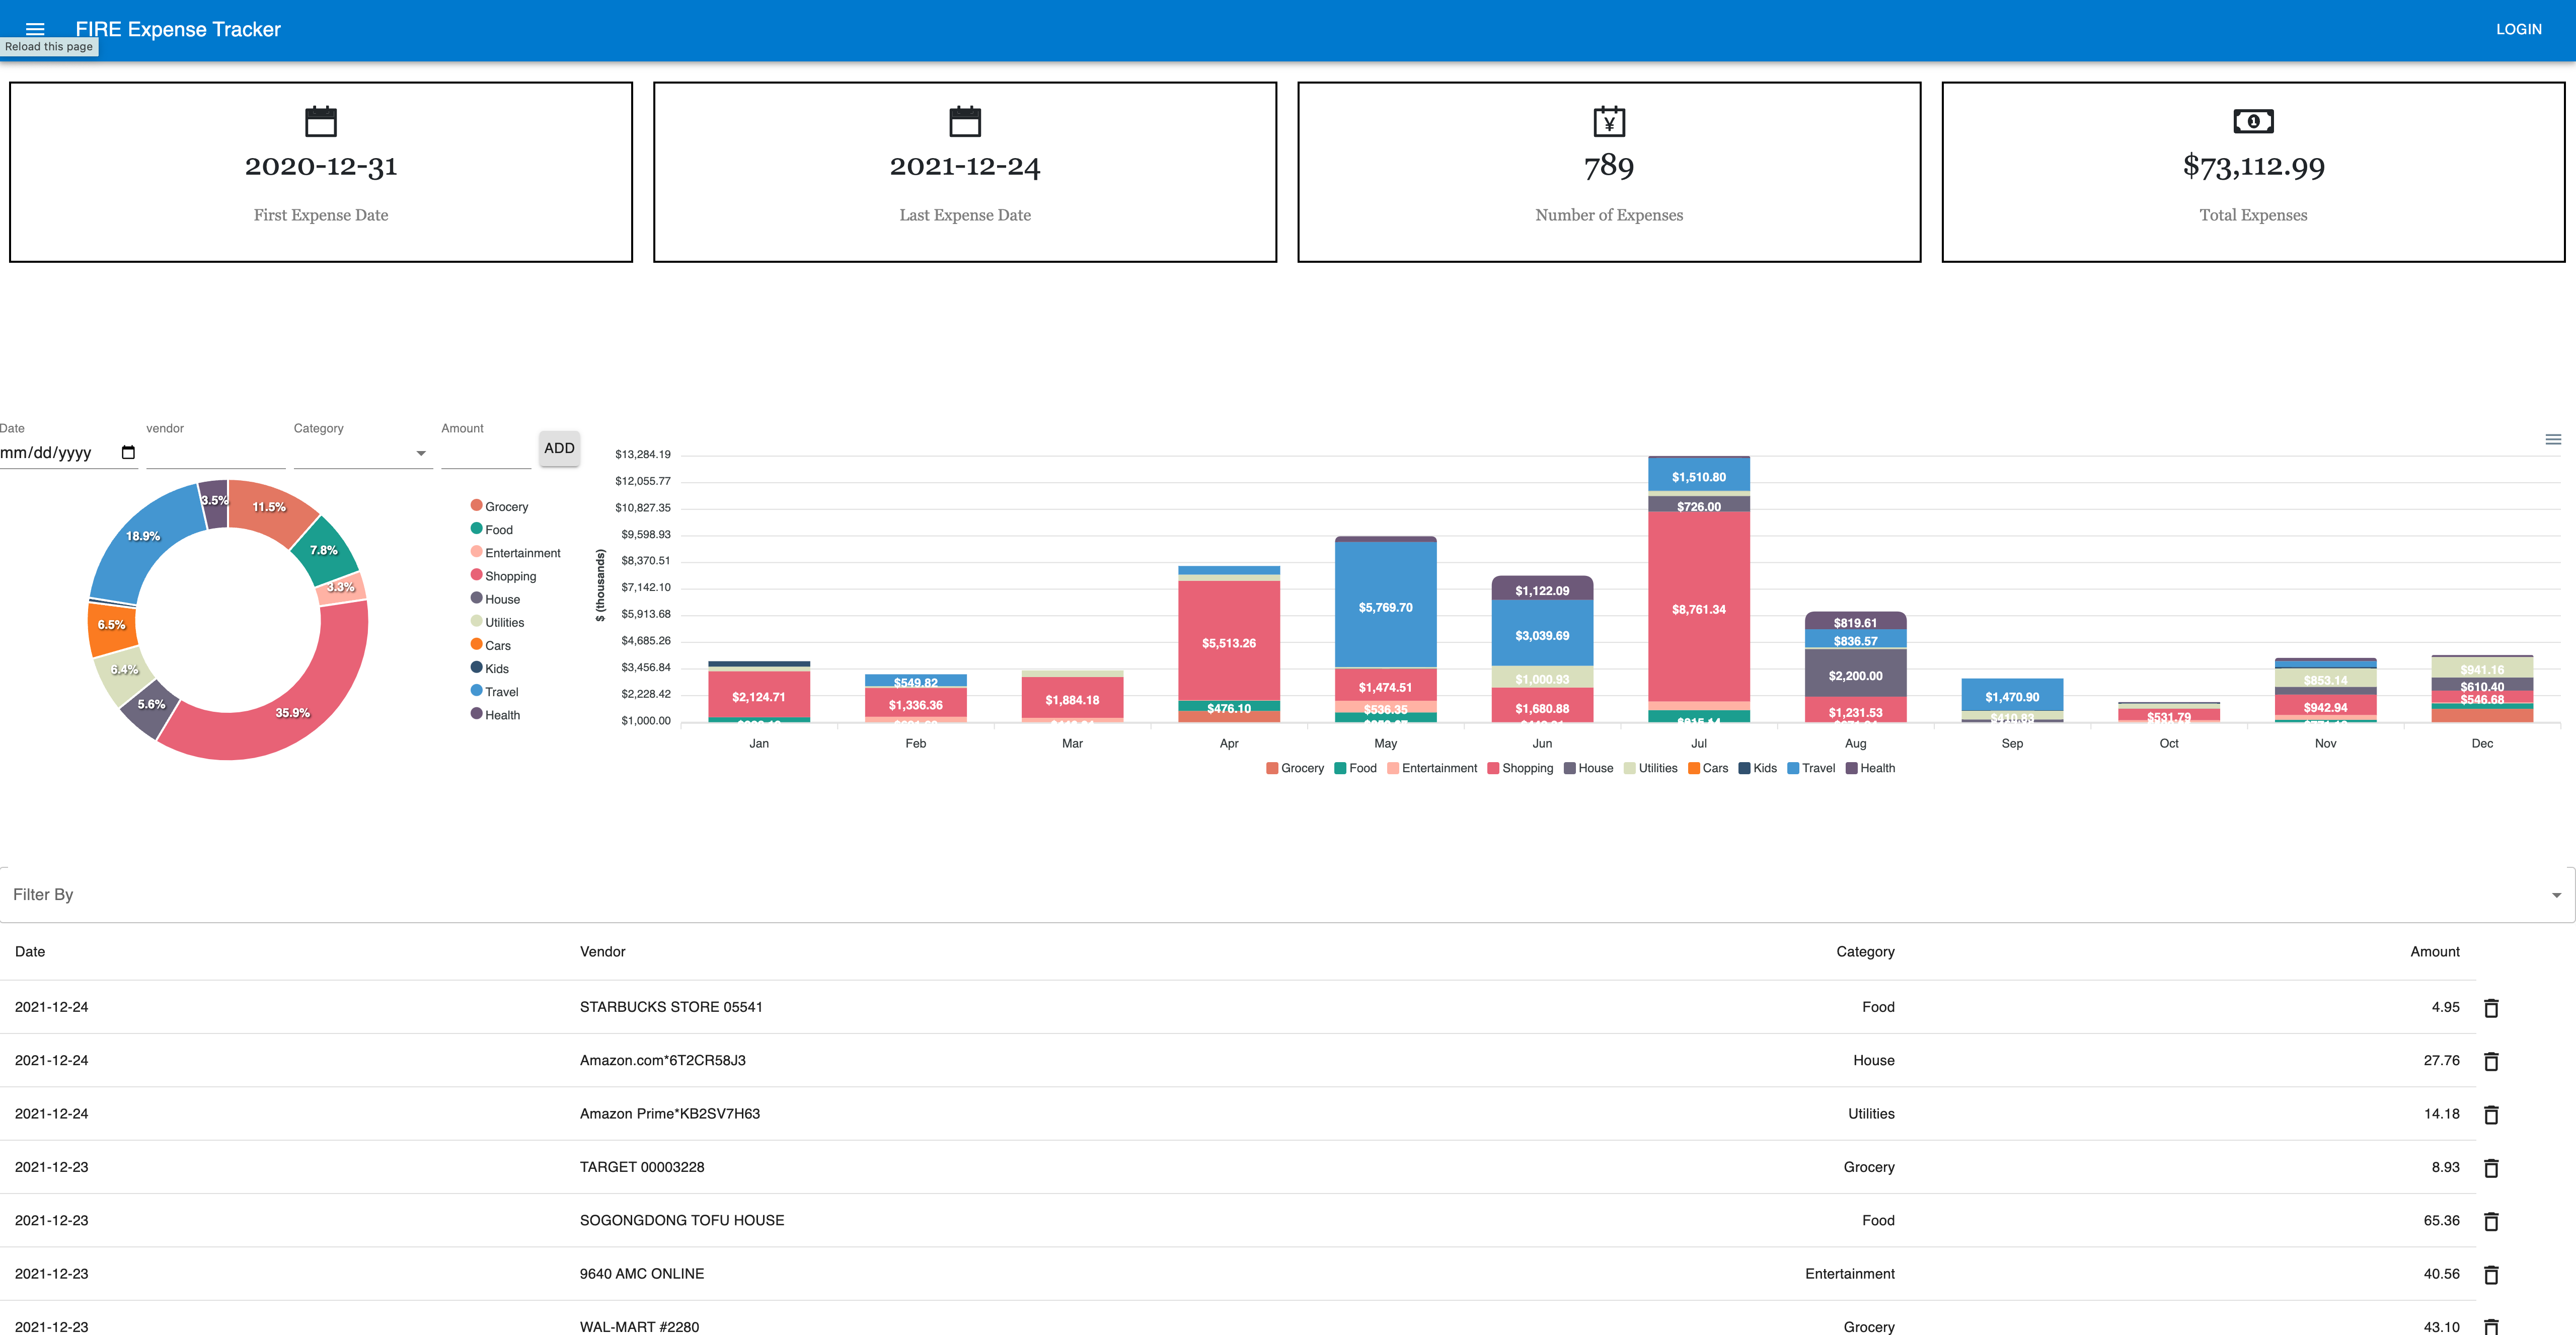 FIRE Expense Tracker
LOGIN
Reload this page
2020-12-31
First Expense Date
2021-12-24
Last Expense Date
¥
789
Number of Expenses
1
$73,112.99
Total Expenses
Date
vendor
Category
Amount
mm/dd/yyyy
ADD
3.5%
11.5%
7.8%
3.3%
35.9%
5.6%
6.4%
6.5%
18.9%
Grocery
Food
Entertainment
Shopping
House
Utilities
Cars
Kids
Travel
Health
$ (thousands)
$13,284.19
$12,055.77
$10,827.35
$9,598.93
$8,370.51
$7,142.10
$5,913.68
$4,685.26
$3,456.84
$2,228.42
$1,000.00
$2,124.71
$549.82
$1,336.36
$1,884.18
$5,513.26
$476.10
$5,769.70
$1,474.51
$536.35
$1,122.09
$3,039.69
$1,000.93
$1,680.88
$1,510.80
$726.00
$8,761.34
$815.14
$819.61
$836.57
$2,200.00
$1,231.53
$1,470.90
$531.79
$853.14
$942.94
$941.16
$610.40
$546.68
Jan Feb Mar Apr May Jun Jul Aug Sep Oct Nov Dec
Grocery Food Entertainment Shopping House Utilities Cars Kids Travel Health
Filter By
Date Vendor Category Amount
2021-12-24 STARBUCKS STORE 05541 Food 4.95
2021-12-24 Amazon.com*6T2CR58J3 House 27.76
2021-12-24 Amazon Prime*KB2SV7H63 Utilities 14.18
2021-12-23 TARGET 00003228 Grocery 8.93
2021-12-23 SOGONGDONG TOFU HOUSE Food 65.36
2021-12-23 9640 AMC ONLINE Entertainment 40.56
2021-12-23 WAL-MART #2280 Grocery 43.10